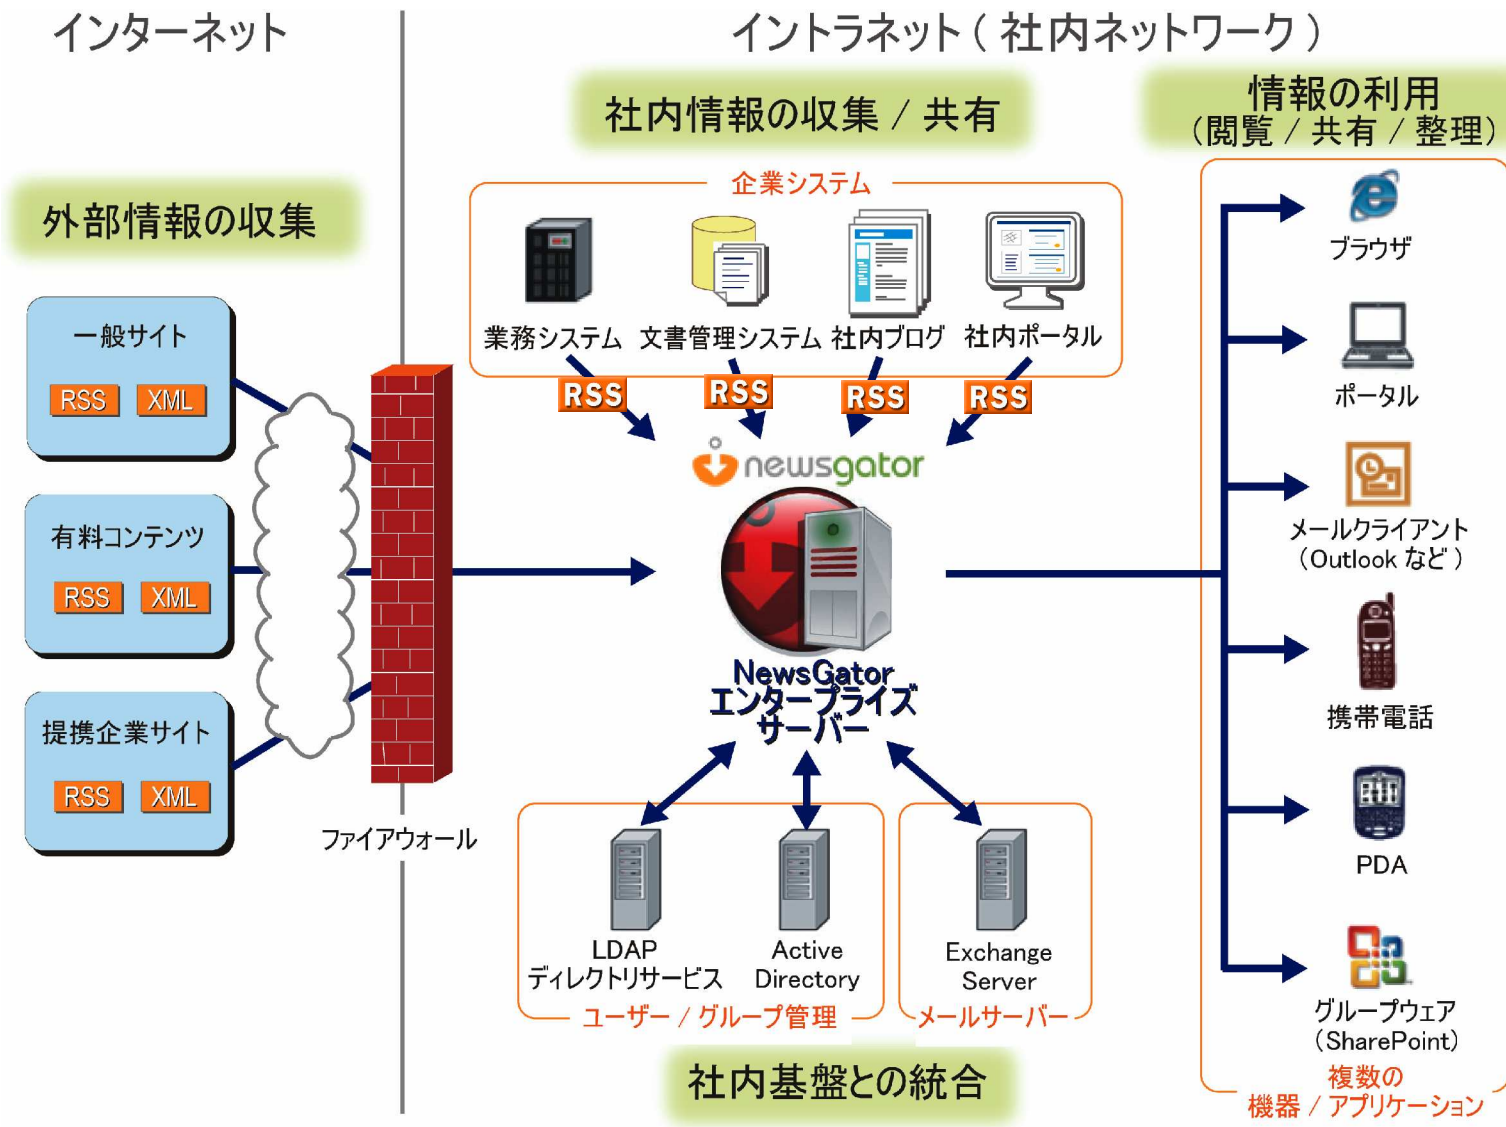 インターネット
イントラネット（社内ネットワーク）
外部情報の収集
一般サイト
RSS XML
有料コンテンツ
RSS XML
提携企業サイト
RSS XML
ファイアウォール
社内情報の収集 / 共有
企業システム
業務システム 文書管理システム 社内ブログ 社内ポータル
RSS RSS RSS RSS
newsgator
NewsGator
エンタープライズ
サーバー
LDAP
ディレクトリサービス
Active
Directory
ユーザー / グループ管理
Exchange
Server
メールサーバー
社内基盤との統合
情報の利用
（閲覧 / 共有 / 整理）
ブラウザ
ポータル
メールクライアント
（Outlook など）
携帯電話
PDA
グループウェア
（SharePoint）
複数の
機器 / アプリケーション